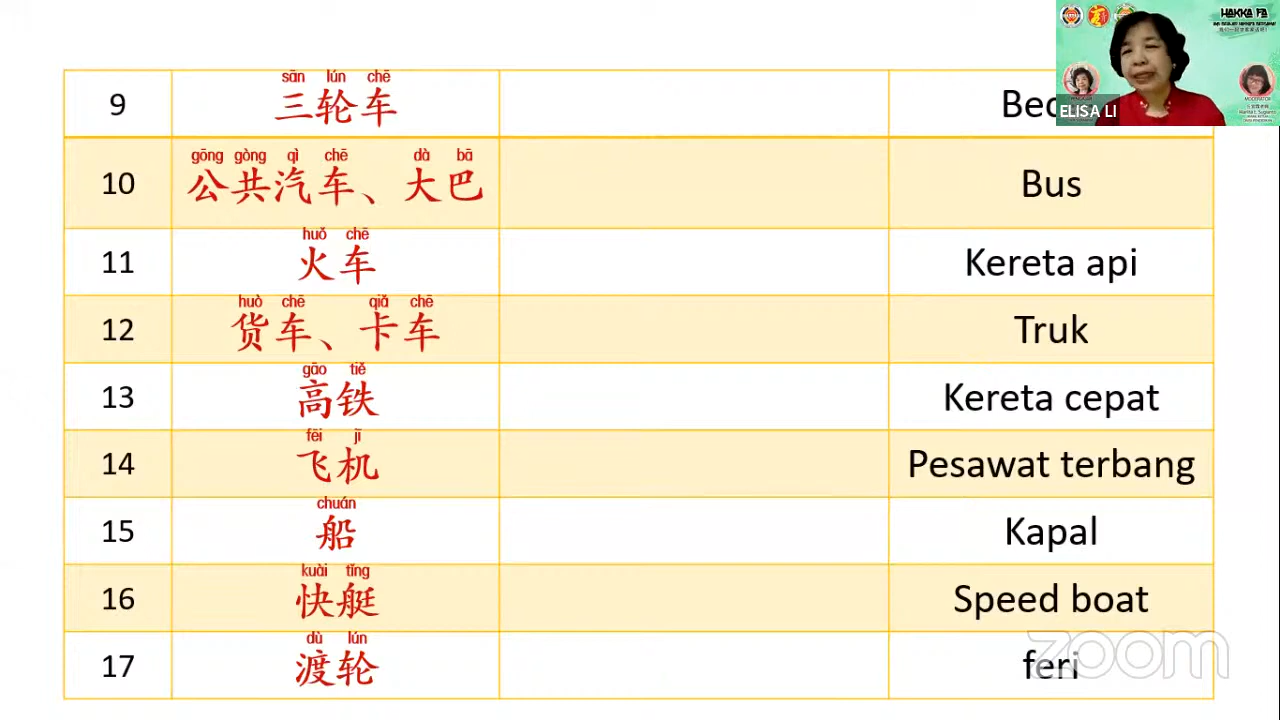 HAKKA FA
sān lún chē
9 三轮车 Bec
ELISA LI
MODERATOR
gōng gòng qì chē dà bā
10 公共汽车、大巴 Bus
huǒ chē
11 火车 Kereta api
huò chē qiǎ chē
12 货车、卡车 Truk
gāo tiě
13 高铁 Kereta cepat
fēi jī
14 飞机 Pesawat terbang
chuán
15 船 Kapal
kuài tǐng
16 快艇 Speed boat
dù lún
17 渡轮 feri
zoom